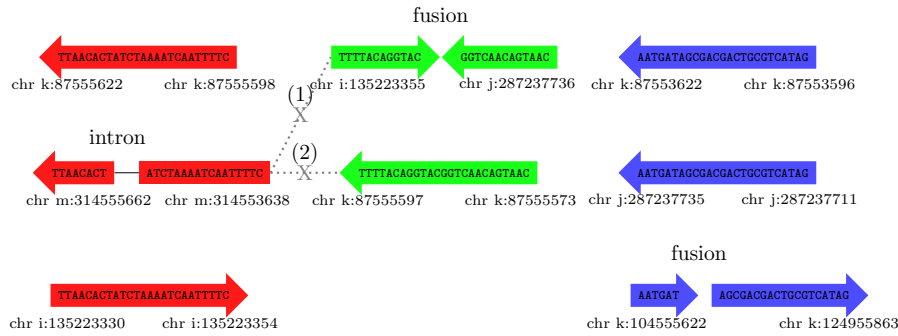 fusion
TTAACACTATCTAAAATCAATTTTC
TTTTACAGGTAC
GGTCAACAGTAAC
AATGATAGCGACGACTGCGTCATAG
chr k:87555622
chr k:87555598
chr i:135223355
chr j:287237736
chr k:87553622
chr k:87553596
(1)
X
intron
(2)
TTAACACT
ATCTAAAATCAATTTTC
X
TTTTACAGGTACGGTCAACAGTAAC
AATGATAGCGACGACTGCGTCATAG
chr m:314555662
chr m:314553638
chr k:87555597
chr k:87555573
chr j:287237735
chr j:287237711
fusion
TTAACACTATCTAAAATCAATTTTC
AATGAT
AGCGACGACTGCGTCATAG
chr i:135223330
chr i:135223354
chr k:104555622
chr k:124955863